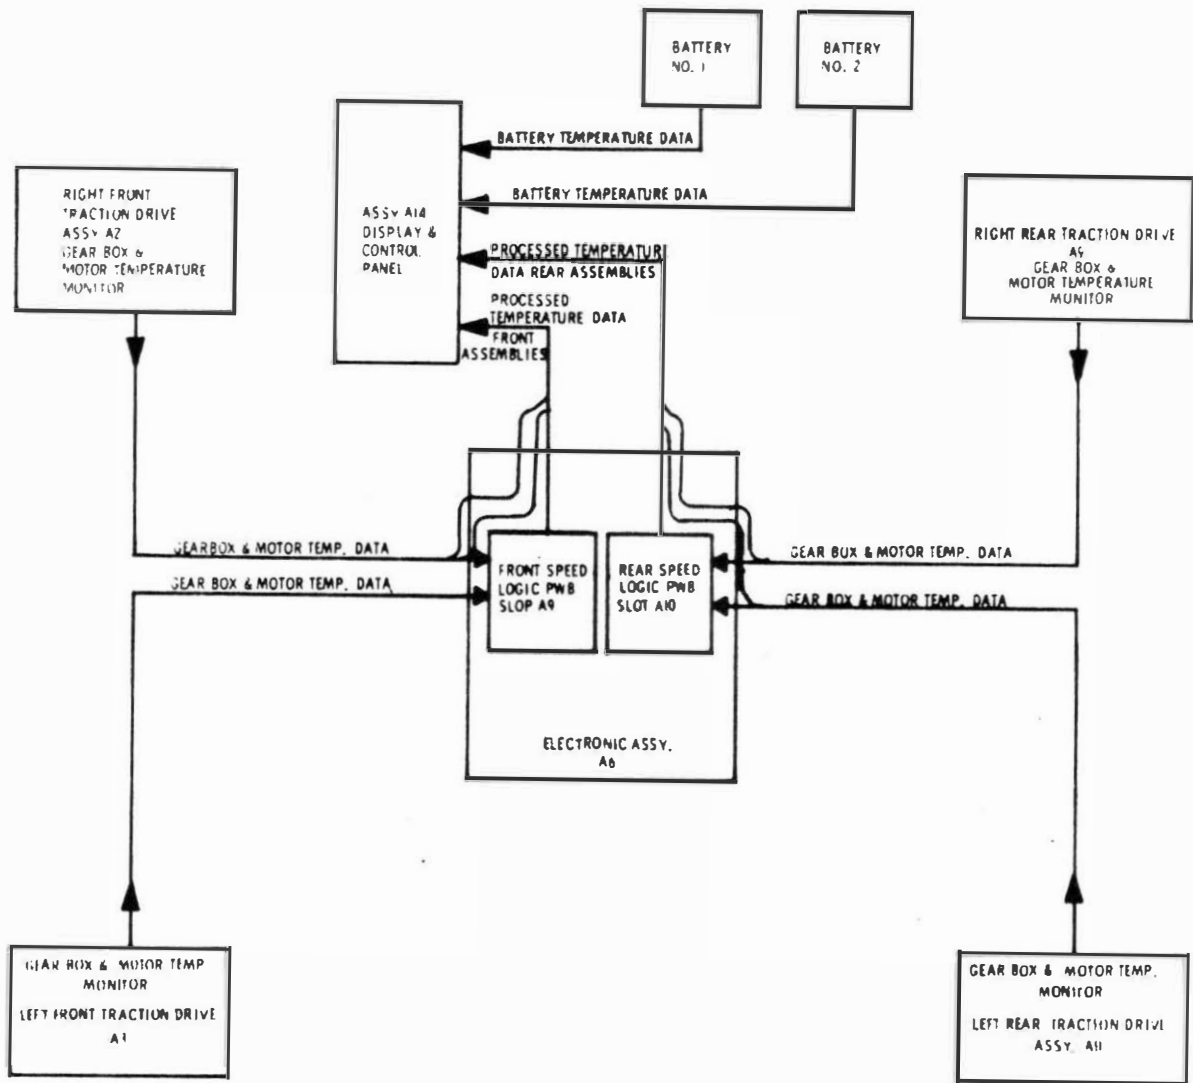 BATTERY
NO. 1
BATTERY
NO. 2
BATTERY TEMPERATURE DATA
BATTERY TEMPERATURE DATA
RIGHT FRONT
TRACTION DRIVE
ASSY A2
GEAR BOX &
MOTOR TEMPERATURE
MONITOR
ASSY A14
DISPLAY &
CONTROL
PANEL
PROCESSED TEMPERATURE
DATA REAR ASSEMBLIES
PROCESSED
TEMPERATURE DATA
FRONT
ASSEMBLIES
RIGHT REAR TRACTION DRIVE
GEAR BOX &
MOTOR TEMPERATURE
MUNITOR
GEARBOX & MOTOR TEMP. DATA
GEAR BOX & MOTOR TEMP. DATA
FRONT SPEED
LOGIC PWB
SLOP A9
REAR SPEED
LOGIC PWB
SLOT A10
GEAR BOX & MOTOR TEMP. DATA
GEAR BOX & MOTOR TEMP. DATA
ELECTRONIC ASSY.
A6
GEAR BOX & MOTOR TEMP
MONITOR
LEFT FRONT TRACTION DRIVE
GEAR BOX & MOTOR TEMP.
MONITOR
LEFT REAR TRACTION DRIVE
ASSY. A11